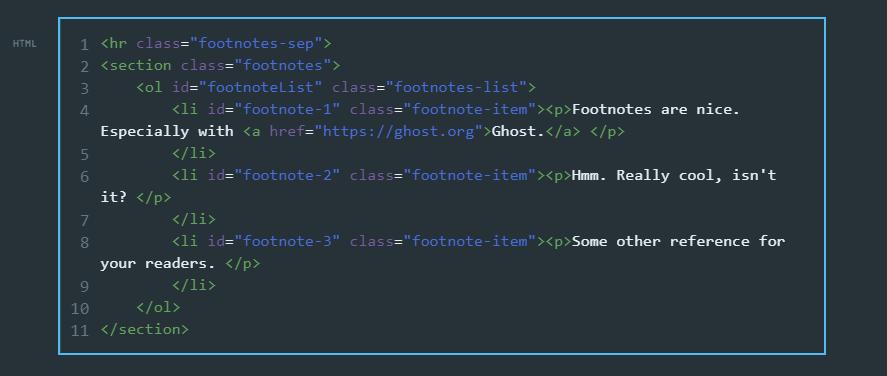 HTML
1 <hr class="footnotes-sep">
2 <section class="footnotes">
3     <ol id="footnoteList" class="footnotes-list">
4         <li id="footnote-1" class="footnote-item"><p>Footnotes are nice.
Especially with <a href="https://ghost.org">Ghost.</a> </p>
5         </li>
6         <li id="footnote-2" class="footnote-item"><p>Hmm. Really cool, isn't
it? </p>
7         </li>
8         <li id="footnote-3" class="footnote-item"><p>Some other reference for
your readers. </p>
9         </li>
10     </ol>
11 </section>